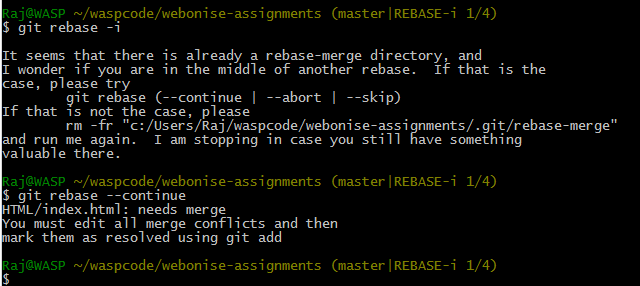 Raj@WASP ~/waspcode/webonise-assignments (master|REBASE-i 1/4)
$ git rebase -i
It seems that there is already a rebase-merge directory, and
I wonder if you are in the middle of another rebase.  If that is the
case, please try
        git rebase (--continue | --abort | --skip)
If that is not the case, please
        rm -fr "c:/Users/Raj/waspcode/webonise-assignments/.git/rebase-merge"
and run me again.  I am stopping in case you still have something
valuable there.
Raj@WASP ~/waspcode/webonise-assignments (master|REBASE-i 1/4)
$ git rebase --continue
HTML/index.html: needs merge
You must edit all merge conflicts and then
mark them as resolved using git add
Raj@WASP ~/waspcode/webonise-assignments (master|REBASE-i 1/4)
$